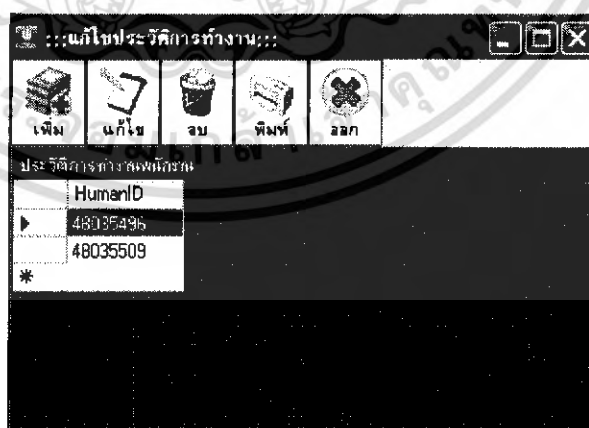 :::แก้ไขประวัติการทำงาน:::
เพิ่ม แก้ไข ลบ พิมพ์ ออก
ประวัติการทำงานพนักงาน
HumanID
48035496
48035509